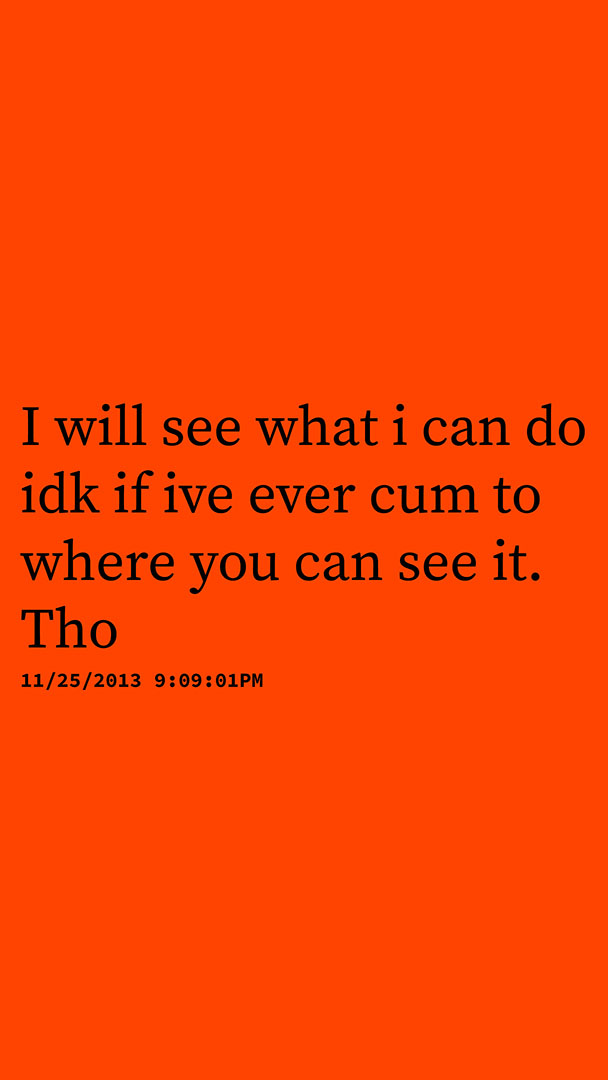 I will see what i can do
idk if ive ever cum to
where you can see it.
Tho
11/25/2013 9:09:01PM